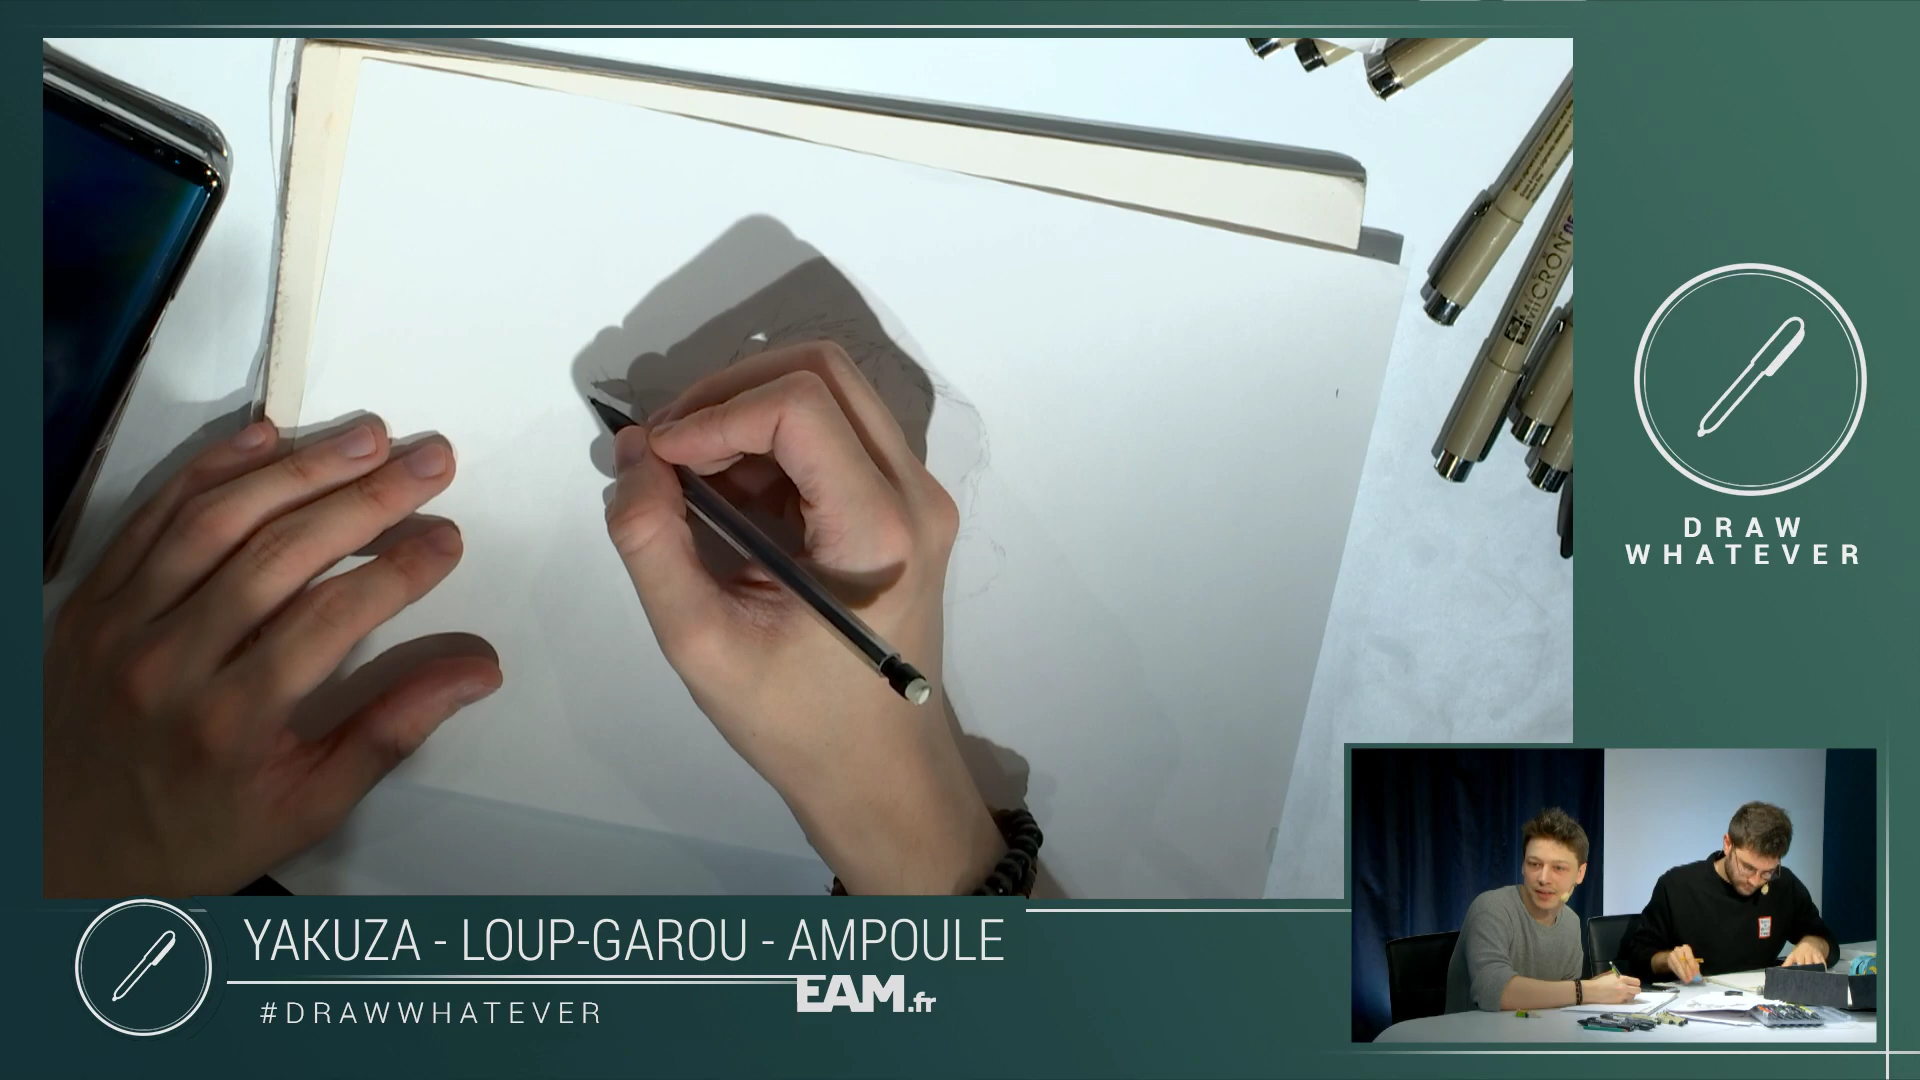 MICRON
DRAW
WHATEVER
YAKUZA - LOUP-GAROU - AMPOULE
EAM.fr
#DRAWWHATEVER